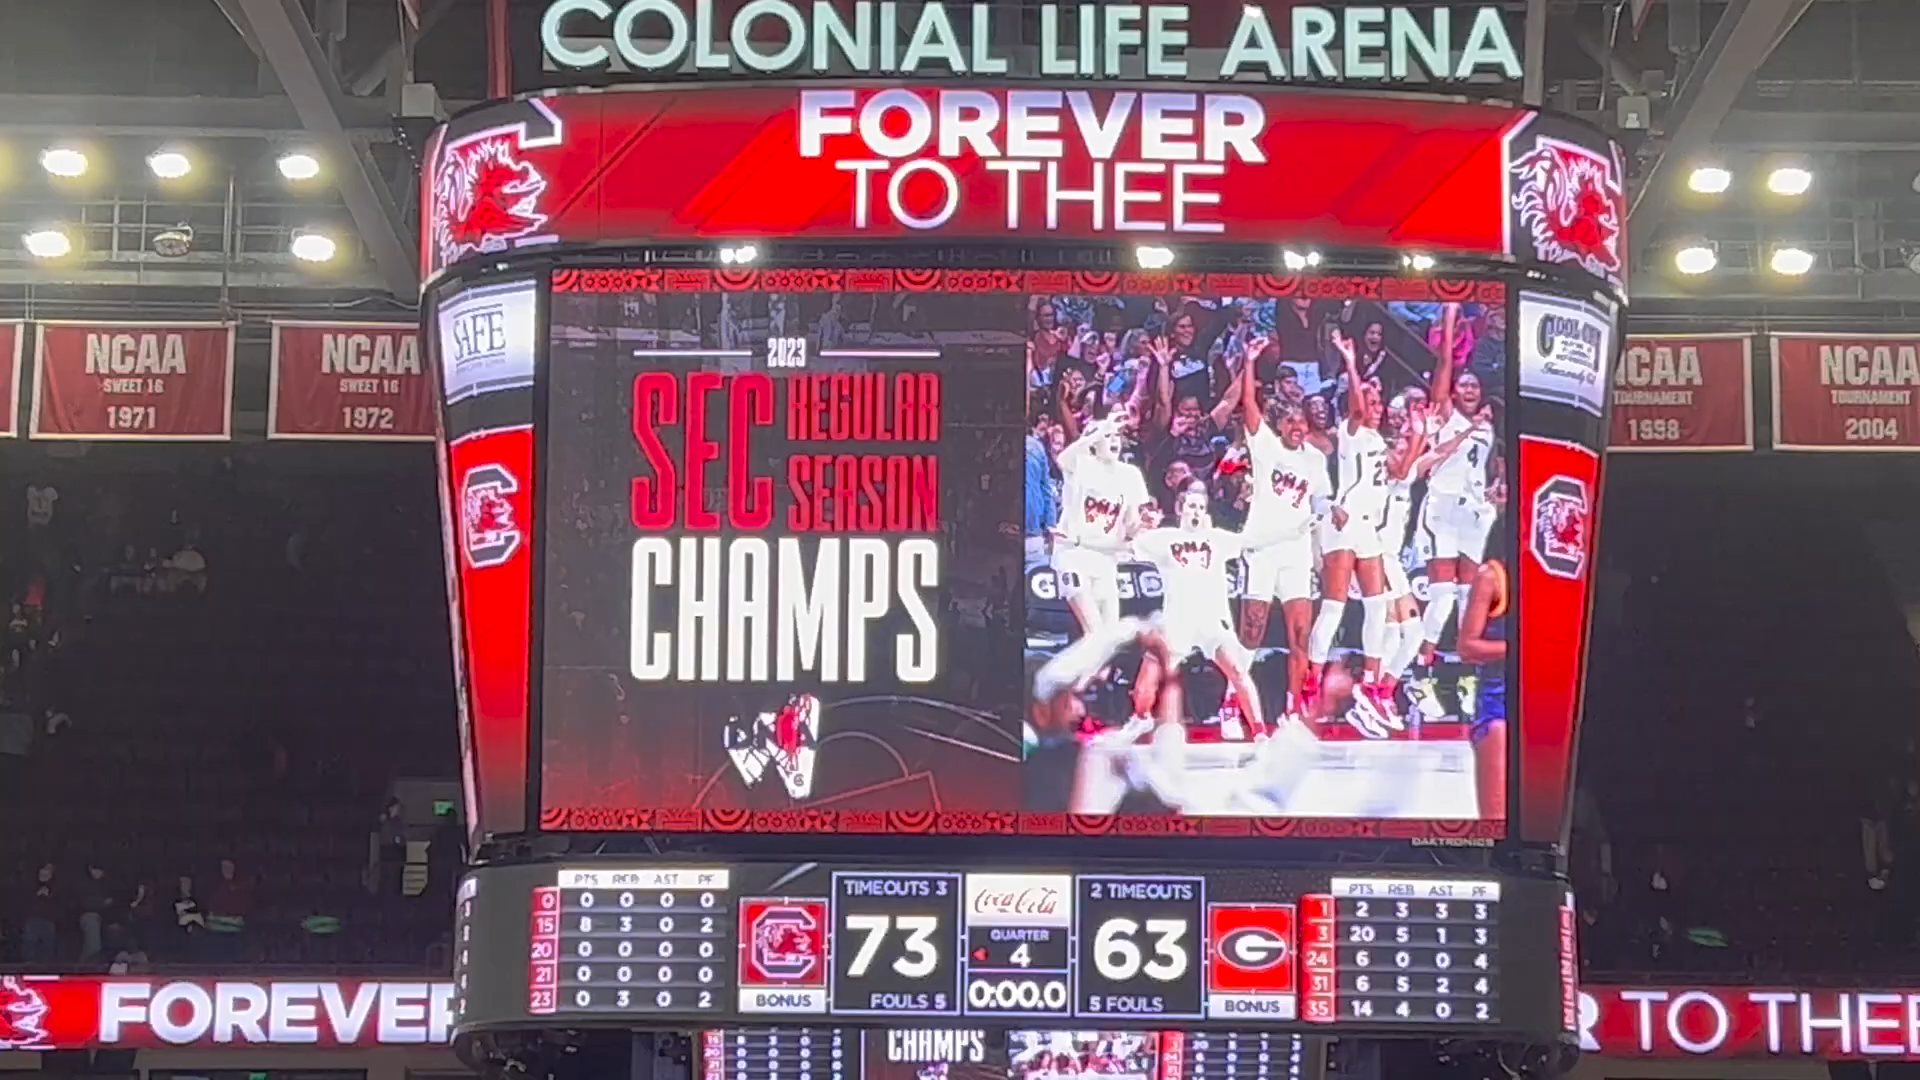 COLONIAL LIFE ARENA
FOREVER
TO THEE
SAFE
NCAA
SWEET 16
1971
NCAA
SWEET 16
1972
NCAA
TOURNAMENT
1998
NCAA
TOURNAMENT
2004
2023
SEC REGULAR
SEASON
CHAMPS
DNA
DNA
DNA
DNA
4
DAKTRONICS
PTS REB AST PF
0 0 0 0 0
15 8 3 0 2
20 0 0 0 0
21 0 0 0 0
23 0 3 0 2
BONUS
TIMEOUTS 3
73
FOULS 5
Coca-Cola
QUARTER
4
0:00.0
2 TIMEOUTS
63
5 FOULS
G
BONUS
PTS REB AST PF
1 2 3 3 3
3 20 5 1 3
24 6 0 0 4
31 6 5 2 4
35 14 4 0 2
FOREVER
TO THEE
CHAMPS